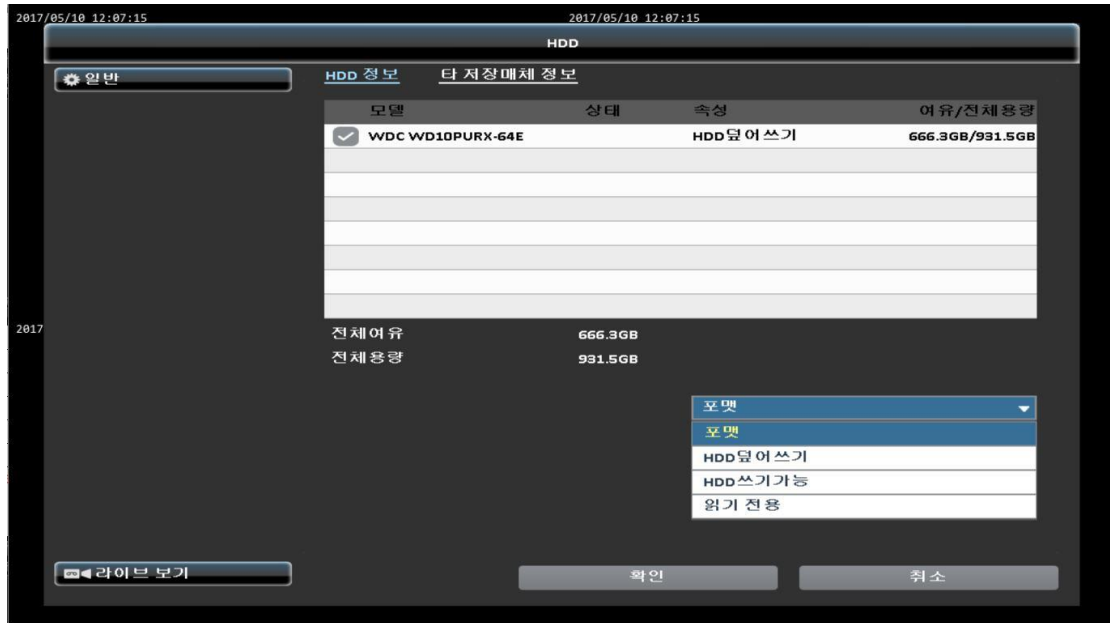 2017/05/10 12:07:15 2017/05/10 12:07:15
HDD
일반
HDD 정보 타 저장매체 정보
모델 상태 속성 여유/전체용량
WDC WD10PURX-64E HDD덮어쓰기 666.3GB/931.5GB
2017
전체여유 666.3GB
전체용량 931.5GB
포맷
포맷
HDD덮어쓰기
HDD쓰기가능
읽기 전용
라이브 보기 확인 취소